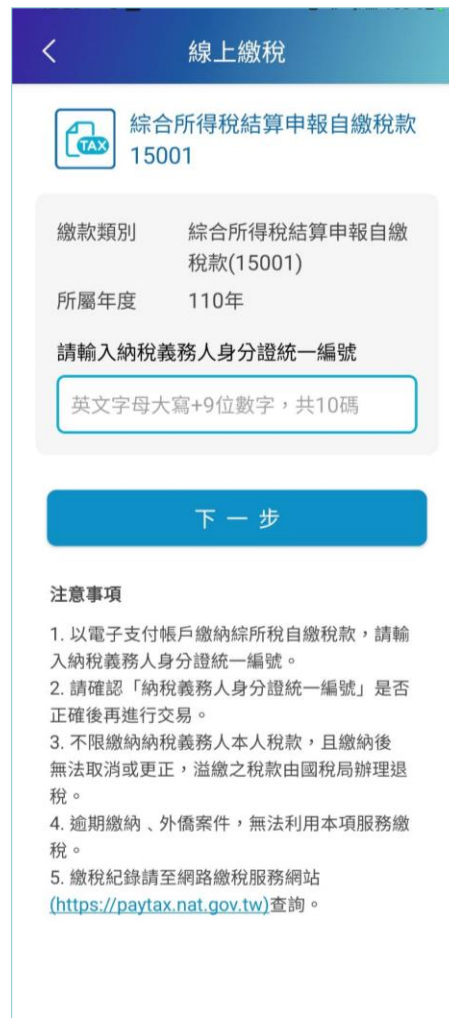 線上繳稅
綜合所得稅結算申報自繳稅款
15001
TAX
繳款類別 綜合所得稅結算申報自繳
稅款(15001)
所屬年度 110年
請輸入納稅義務人身分證統一編號
英文字母大寫+9位數字，共10碼
下一步
注意事項
1. 以電子支付帳戶繳納綜所稅自繳稅款，請輸
入納稅義務人身分證統一編號。
2. 請確認「納稅義務人身分證統一編號」是否
正確後再進行交易。
3. 不限繳納納稅義務人本人稅款，且繳納後
無法取消或更正，溢繳之稅款由國稅局辦理退
稅。
4. 逾期繳納、外僑案件，無法利用本項服務繳
稅。
5. 繳稅紀錄請至網路繳稅服務網站
(https://paytax.nat.gov.tw)查詢。